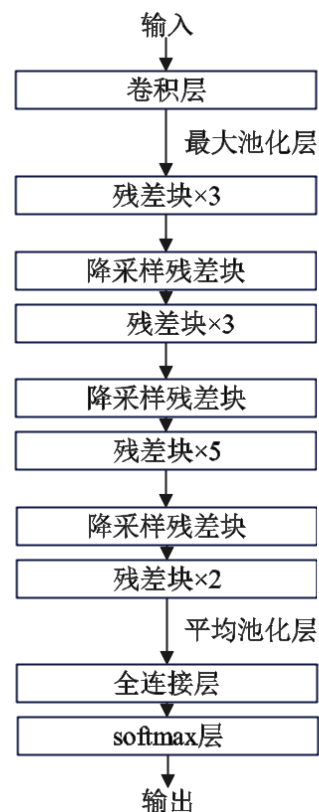 输入
卷积层
最大池化层
残差块×3
降采样残差块
残差块×3
降采样残差块
残差块×5
降采样残差块
残差块×2
平均池化层
全连接层
softmax层
输出